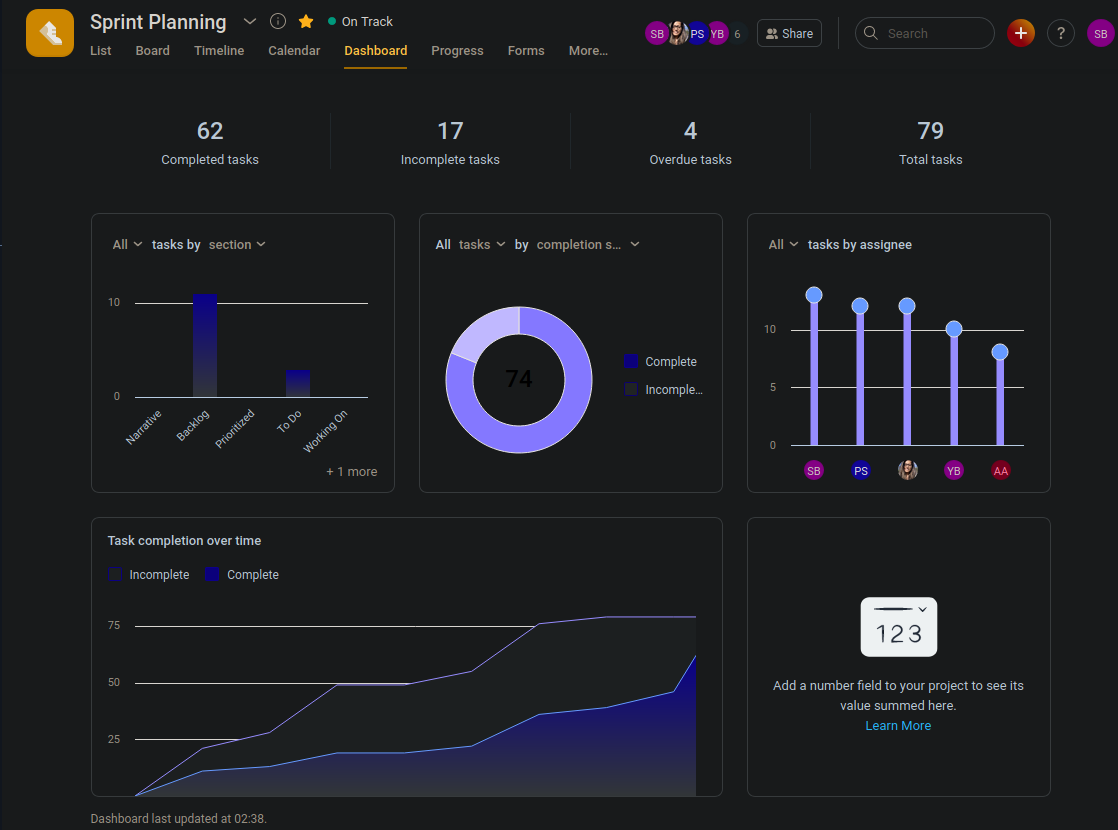 Sprint Planning On Track
List Board Timeline Calendar Dashboard Progress Forms More...
SB PS YB 6 Share Search ? SB
62 17 4 79
Completed tasks Incomplete tasks Overdue tasks Total tasks
All tasks by section
10
0
Narrative Backlog Prioritized To Do Working On
+ 1 more
All tasks by completion s...
74
Complete
Incomple...
All tasks by assignee
10
5
0
SB PS YB AA
Task completion over time
Incomplete Complete
75
50
25
123
Add a number field to your project to see its
value summed here.
Learn More
Dashboard last updated at 02:38.